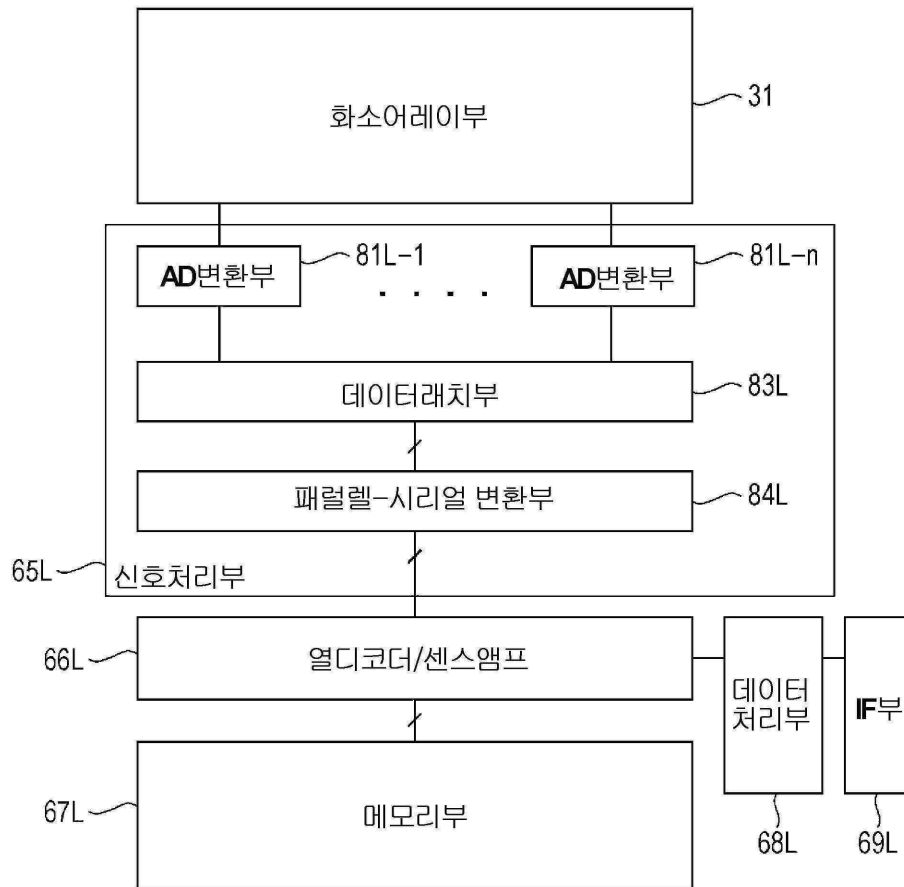 화소어레이부
31
AD변환부
81L-1
. . . .
AD변환부
81L-n
데이터래치부
83L
패럴렐-시리얼 변환부
84L
65L
신호처리부
66L
열디코더/센스앰프
데이터
처리부
IF부
67L
메모리부
68L
69L